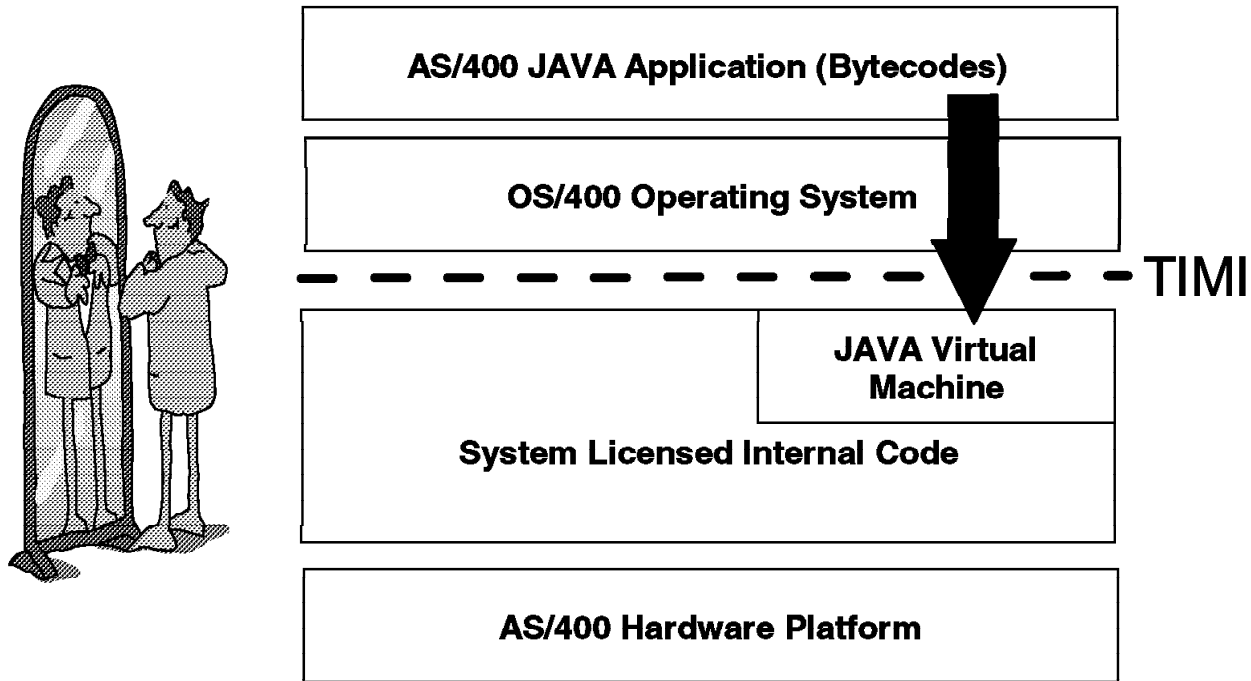 AS/400 JAVA Application (Bytecodes)
OS/400 Operating System
TIMI
JAVA Virtual
Machine
System Licensed Internal Code
AS/400 Hardware Platform